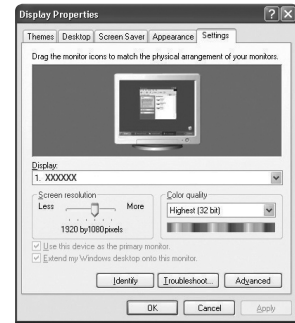 Display Properties
Themes Desktop Screen Saver Appearance Settings
Drag the monitor icons to match the physical arrangement of your monitors.
Display:
1. XXXXXX
Screen resolution
Less More
1920 by1080pixels
Color quality
Highest (32 bit)
Use this device as the primary monitor.
Extend my Windows desktop onto this monitor.
Identify Troubleshoot... Advanced
OK Cancel Apply